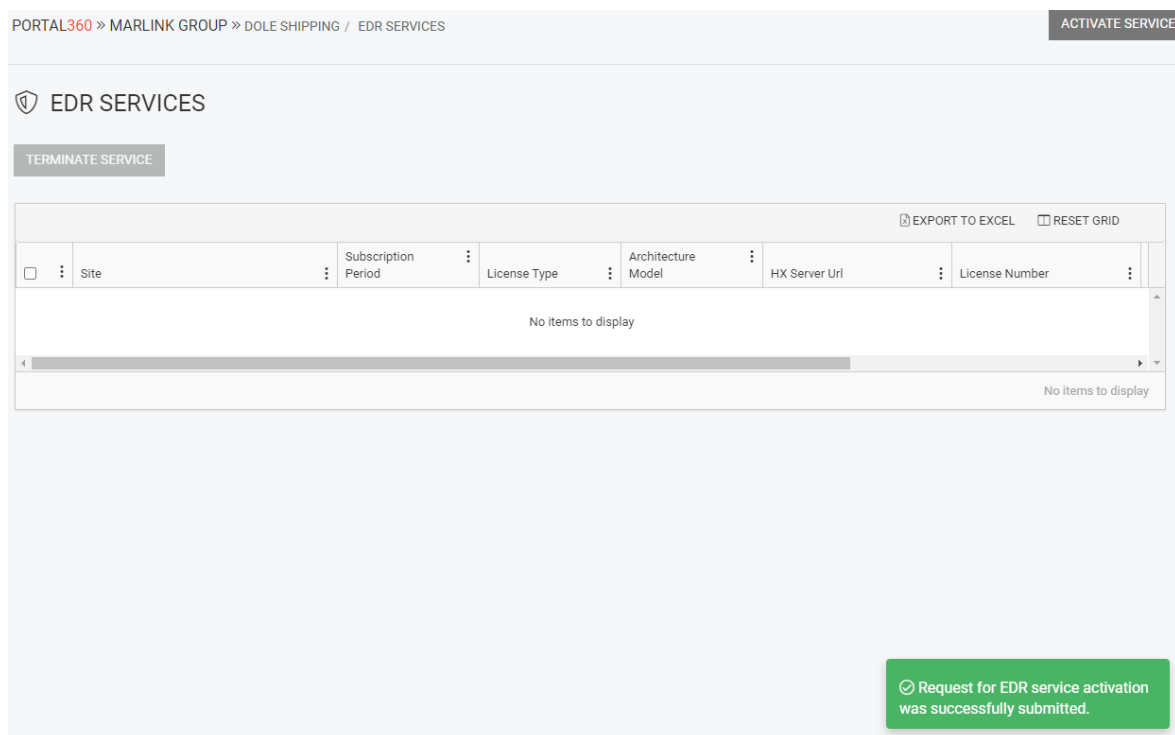 PORTAL360 » MARLINK GROUP » DOLE SHIPPING / EDR SERVICES
ACTIVATE SERVICE
EDR SERVICES
TERMINATE SERVICE
EXPORT TO EXCEL RESET GRID
Site
Subscription
Period
License Type
Architecture
Model
HX Server Url
License Number
No items to display
No items to display
Request for EDR service activation
was successfully submitted.